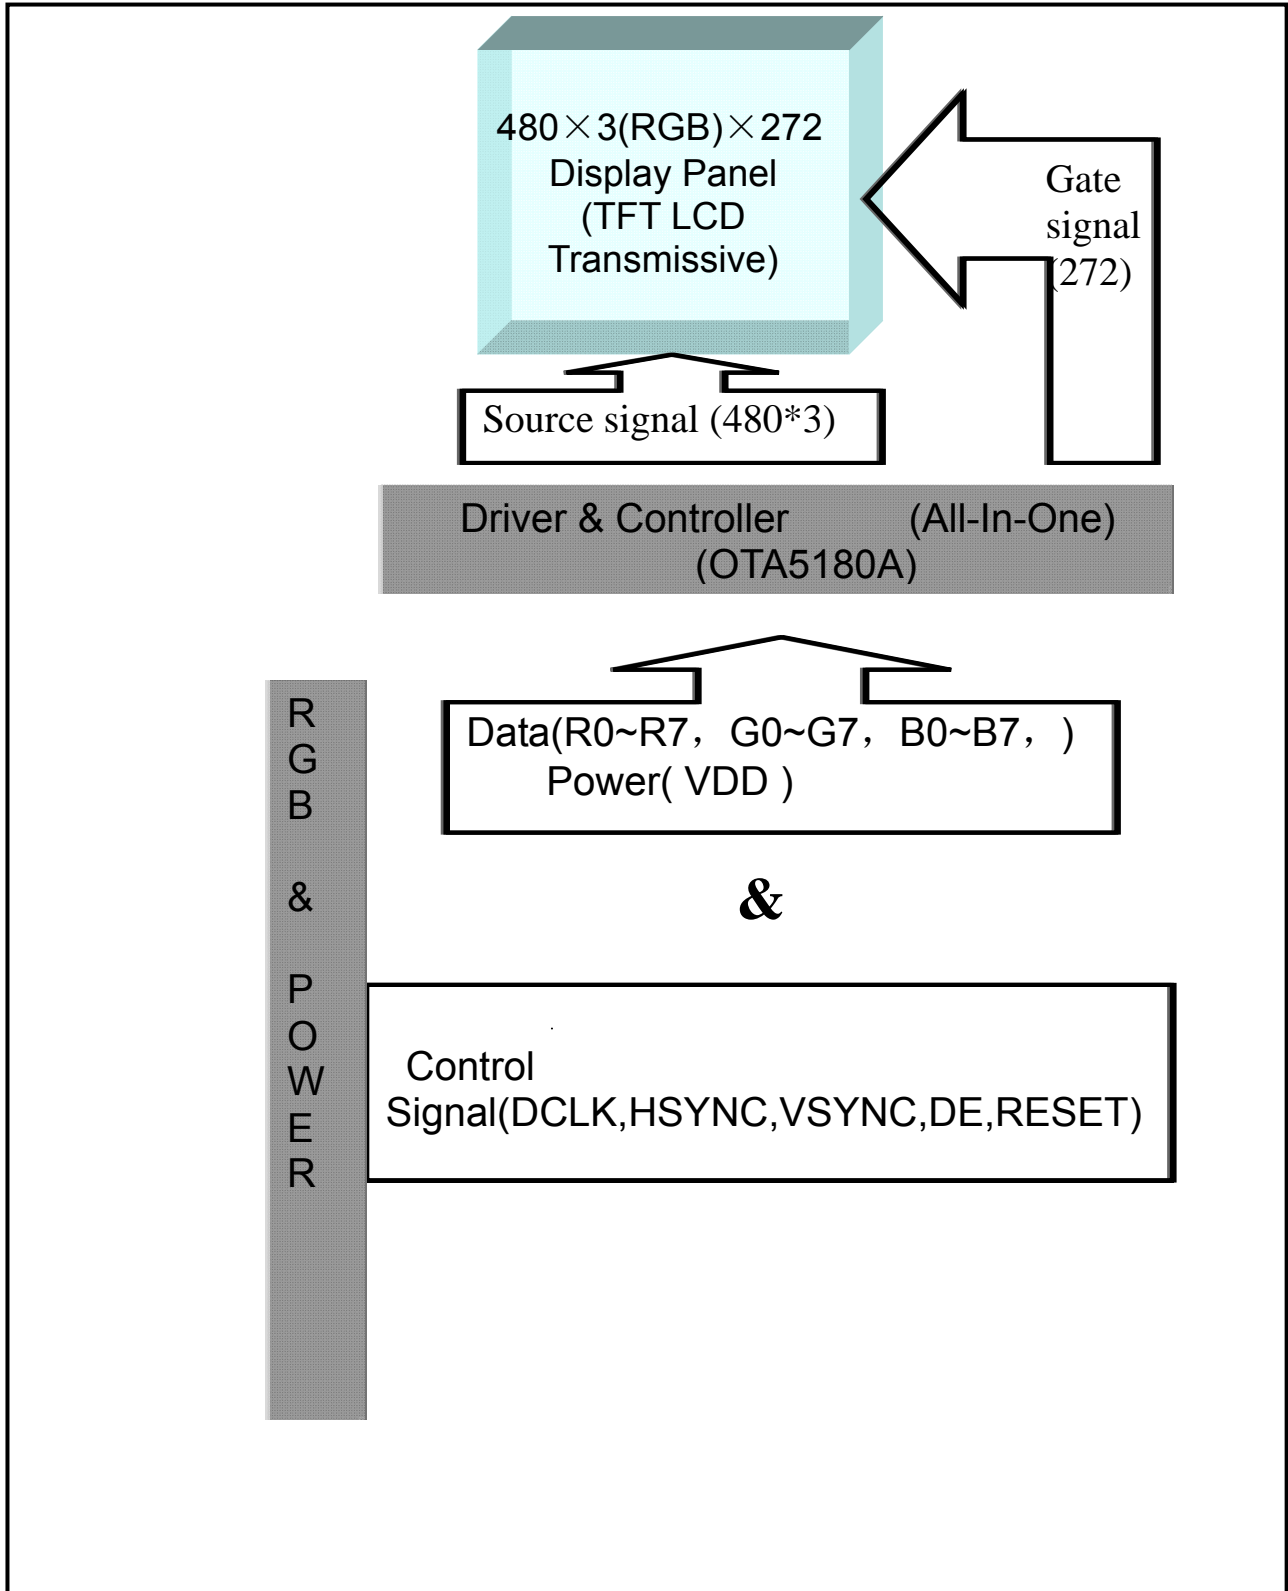 480×3(RGB)×272
Display Panel
(TFT LCD
Transmissive)
Gate
signal
(272)
Source signal (480*3)
Driver & Controller (All-In-One)
(OTA5180A)
R
G
B
&
P
O
W
E
R
Data(R0~R7，G0~G7，B0~B7，)
Power( VDD )
&
Control
Signal(DCLK,HSYNC,VSYNC,DE,RESET)